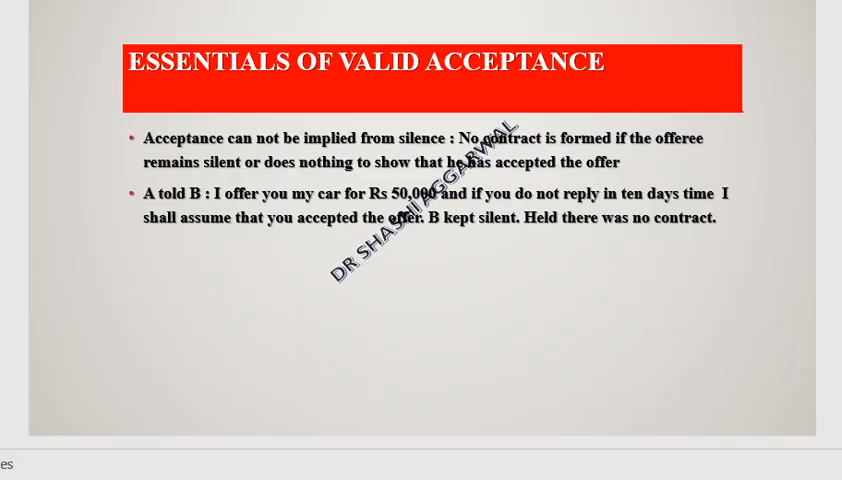 ESSENTIALS OF VALID ACCEPTANCE
• Acceptance can not be implied from silence : No contract is formed if the offeree
remains silent or does nothing to show that he has accepted the offer
• A told B : I offer you my car for Rs 50,000 and if you do not reply in ten days time I
shall assume that you accepted the offer. B kept silent. Held there was no contract.
DR SHASHI AGGARWAL
es